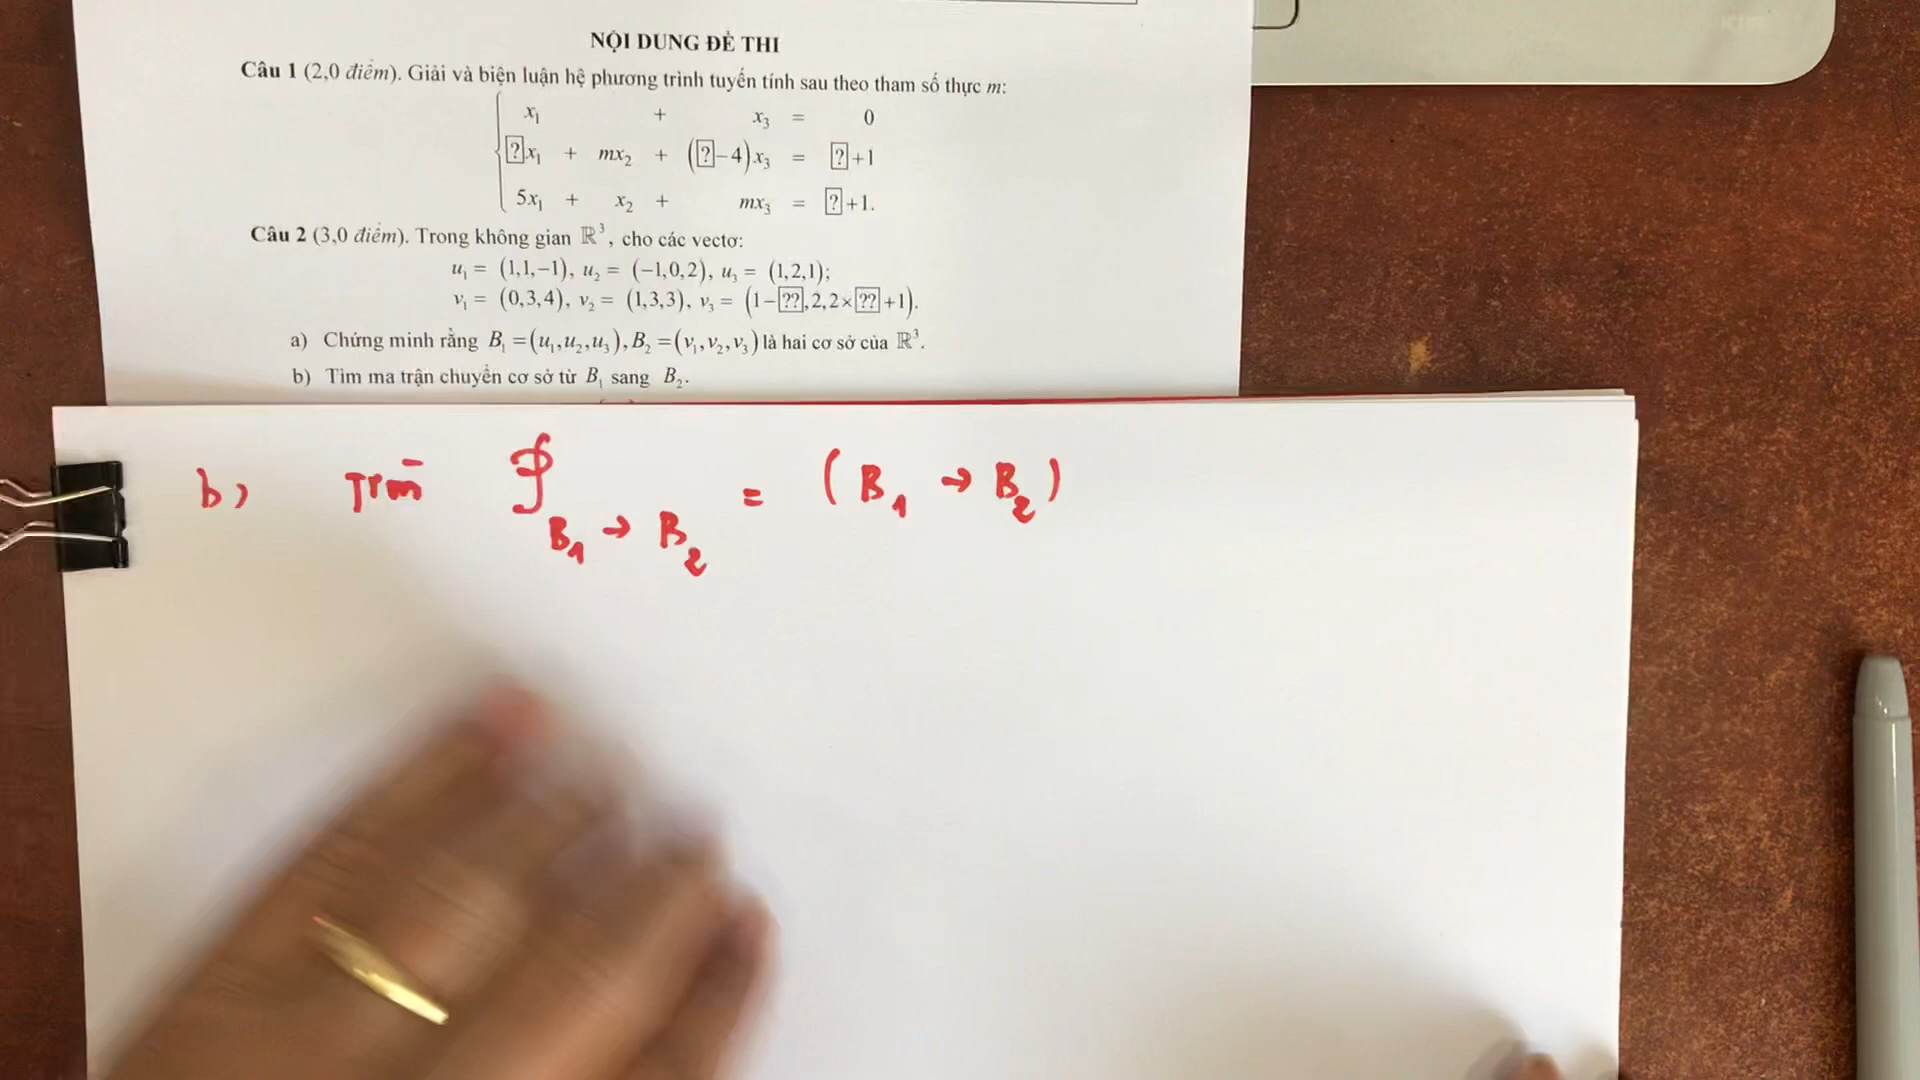 NỘI DUNG ĐỀ THI
Câu 1 (2,0 điểm). Giải và biện luận hệ phương trình tuyến tính sau theo tham số thực m:
x₁ + x₃ = 0
[?]x₁ + mx₂ + ([?]−4)x₃ = [?]+1
5x₁ + x₂ + mx₃ = [?]+1.
Câu 2 (3,0 điểm). Trong không gian ℝ³, cho các vectơ:
u₁ = (1,1,−1), u₂ = (−1,0,2), u₃ = (1,2,1);
v₁ = (0,3,4), v₂ = (1,3,3), v₃ = (1−[??],2,2×[??]+1).
a) Chứng minh rằng B₁ =(u₁,u₂,u₃),B₂ =(v₁,v₂,v₃) là hai cơ sở của ℝ³.
b) Tìm ma trận chuyển cơ sở từ B₁ sang B₂.
b) = (B₁ → B₂)
B₁ → B₂